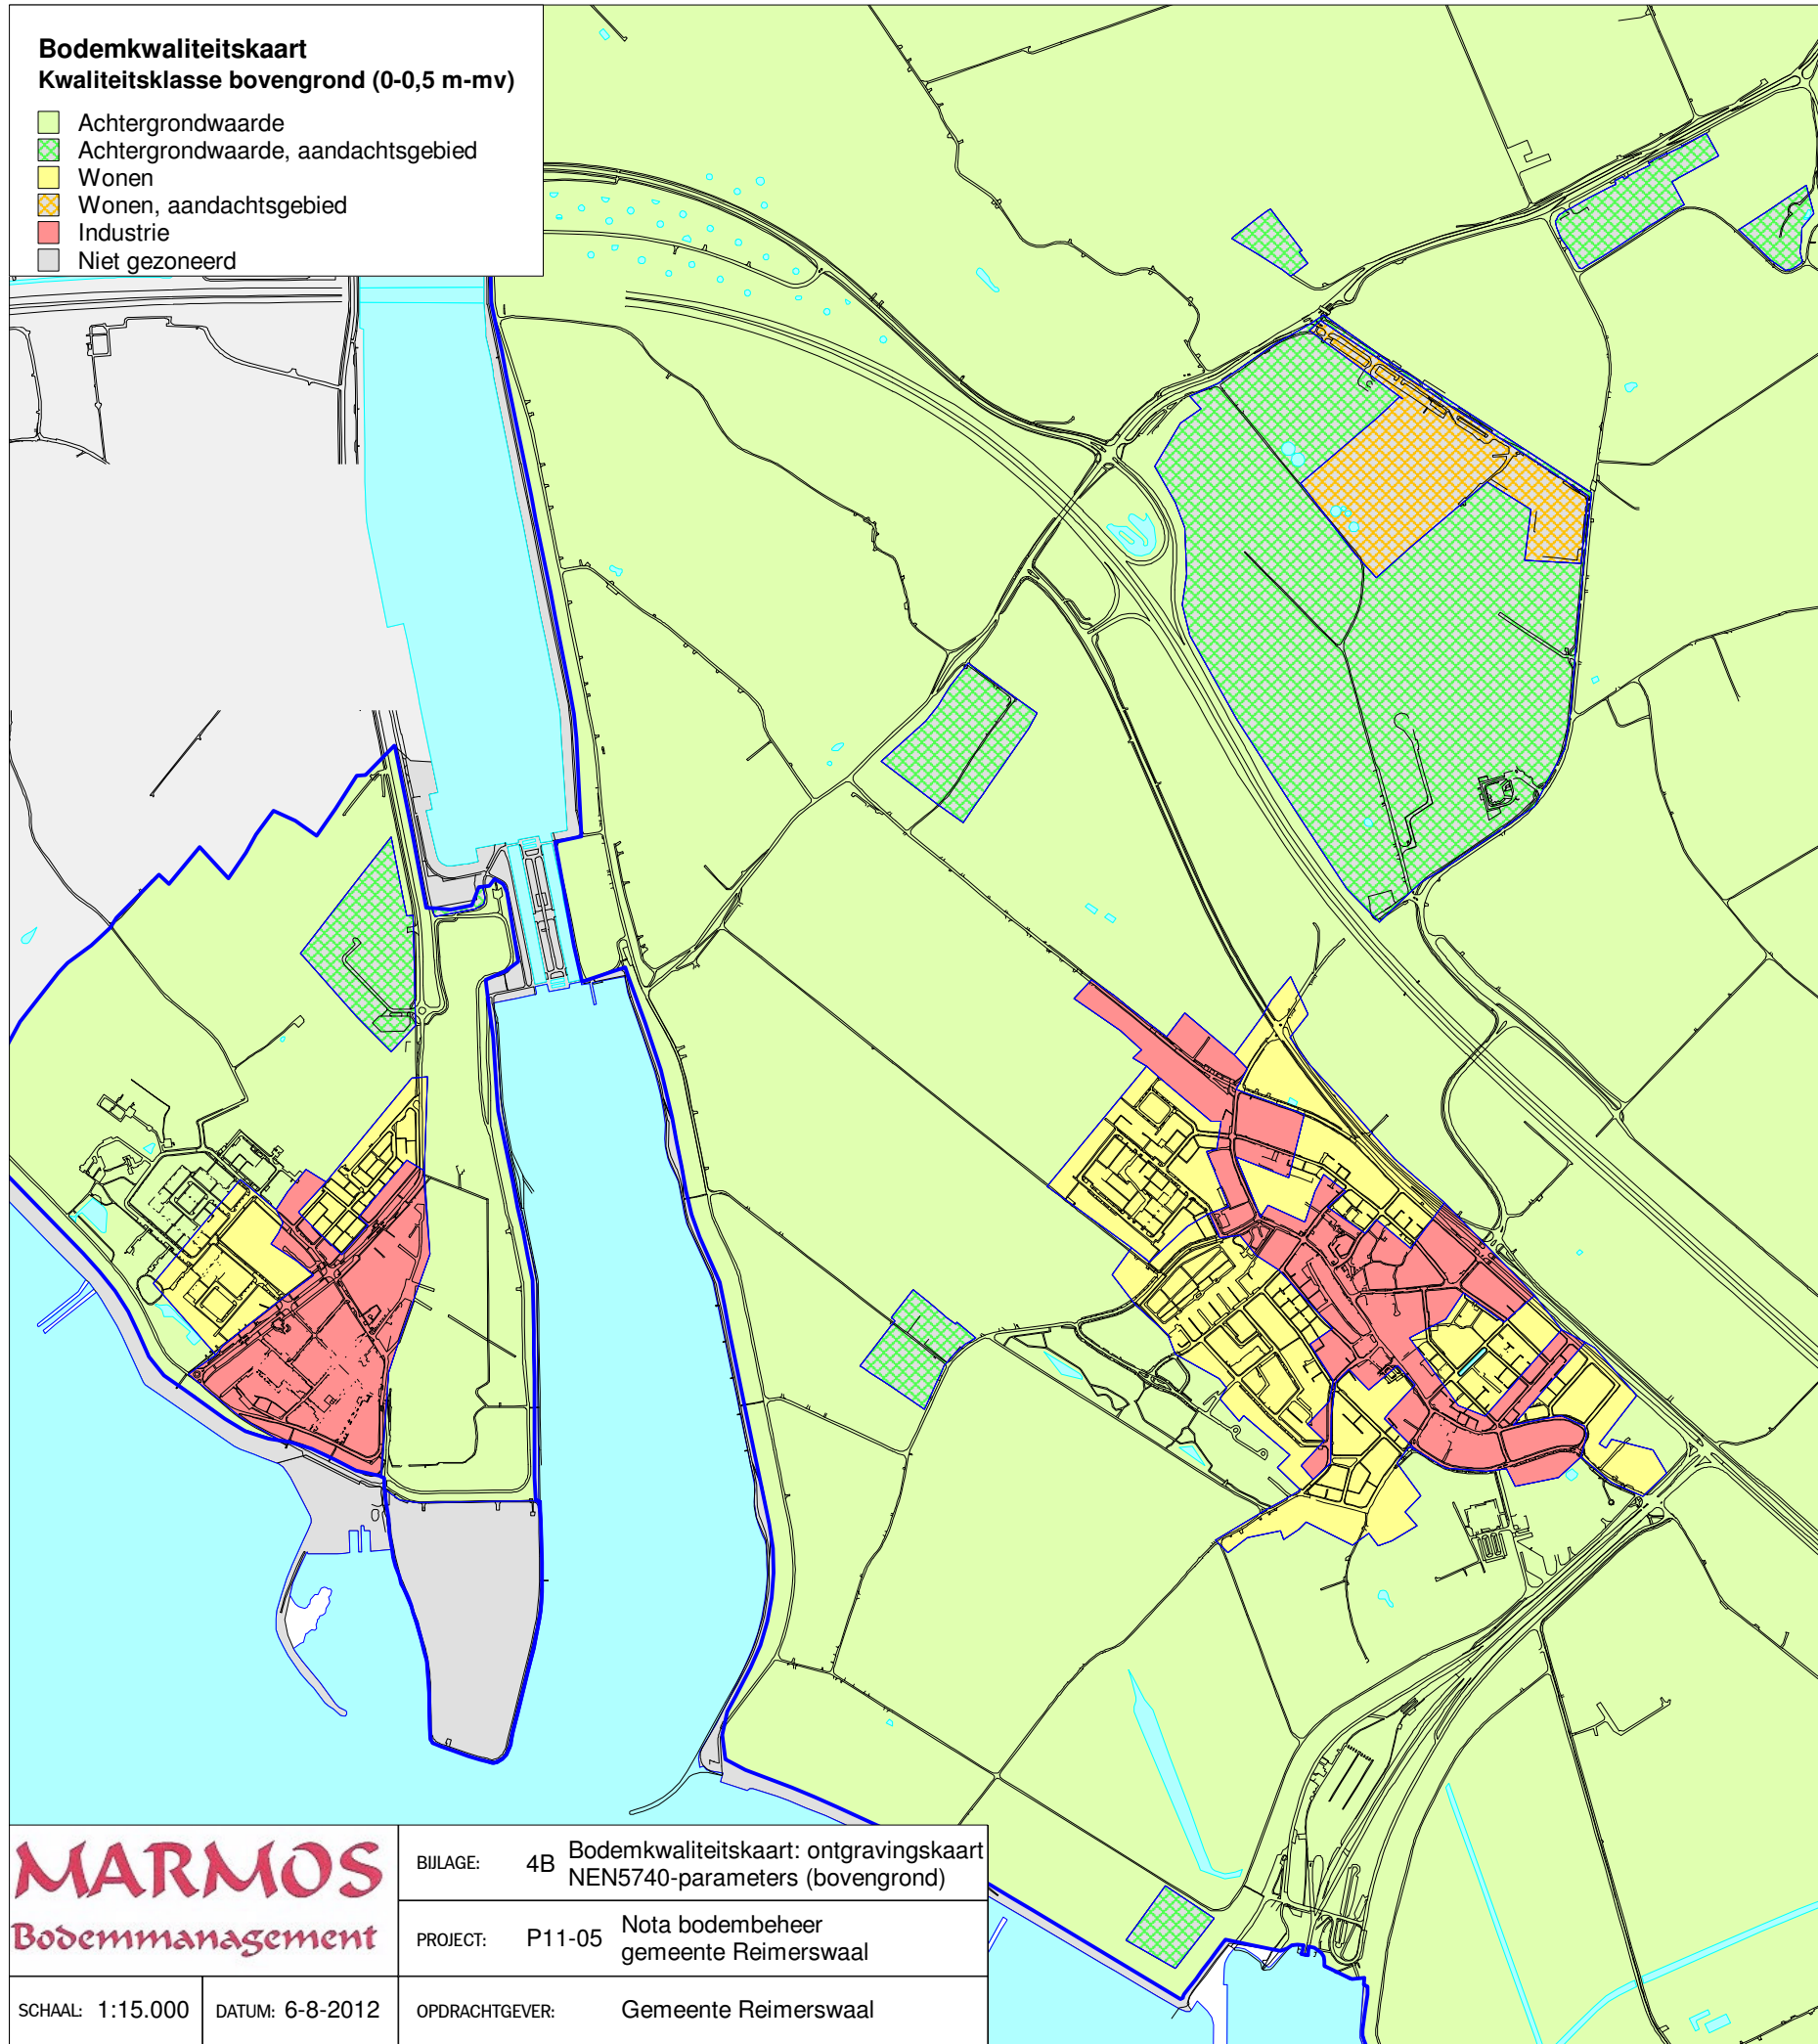 Bodemkwaliteitskaart
Kwaliteitsklasse bovengrond (0-0,5 m-mv)
Achtergrondwaarde
Achtergrondwaarde, aandachtsgebied
Wonen
Wonen, aandachtsgebied
Industrie
Niet gezoneerd
MARMOS
Bodemmanagement
BIJLAGE: 4B Bodemkwaliteitskaart: ontgravingskaart
NEN5740-parameters (bovengrond)
PROJECT: P11-05 Nota bodembeheer
gemeente Reimerswaal
SCHAAL: 1:15.000 DATUM: 6-8-2012 OPDRACHTGEVER: Gemeente Reimerswaal